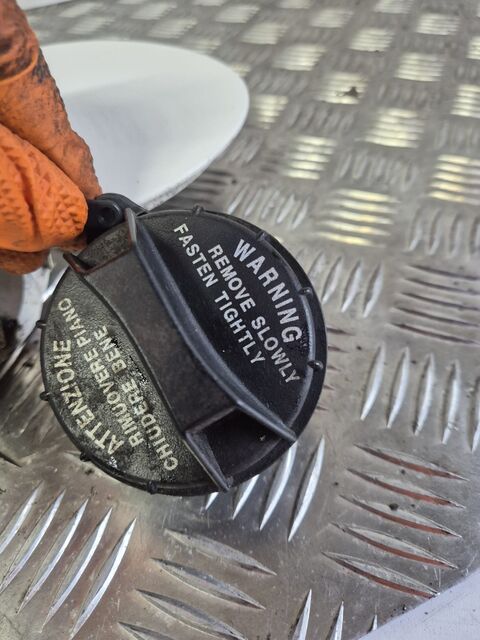 WARNING
REMOVE SLOWLY
FASTEN TIGHTLY
ATTENZIONE
RIMUOVERE PIANO
CHIUDERE BENE